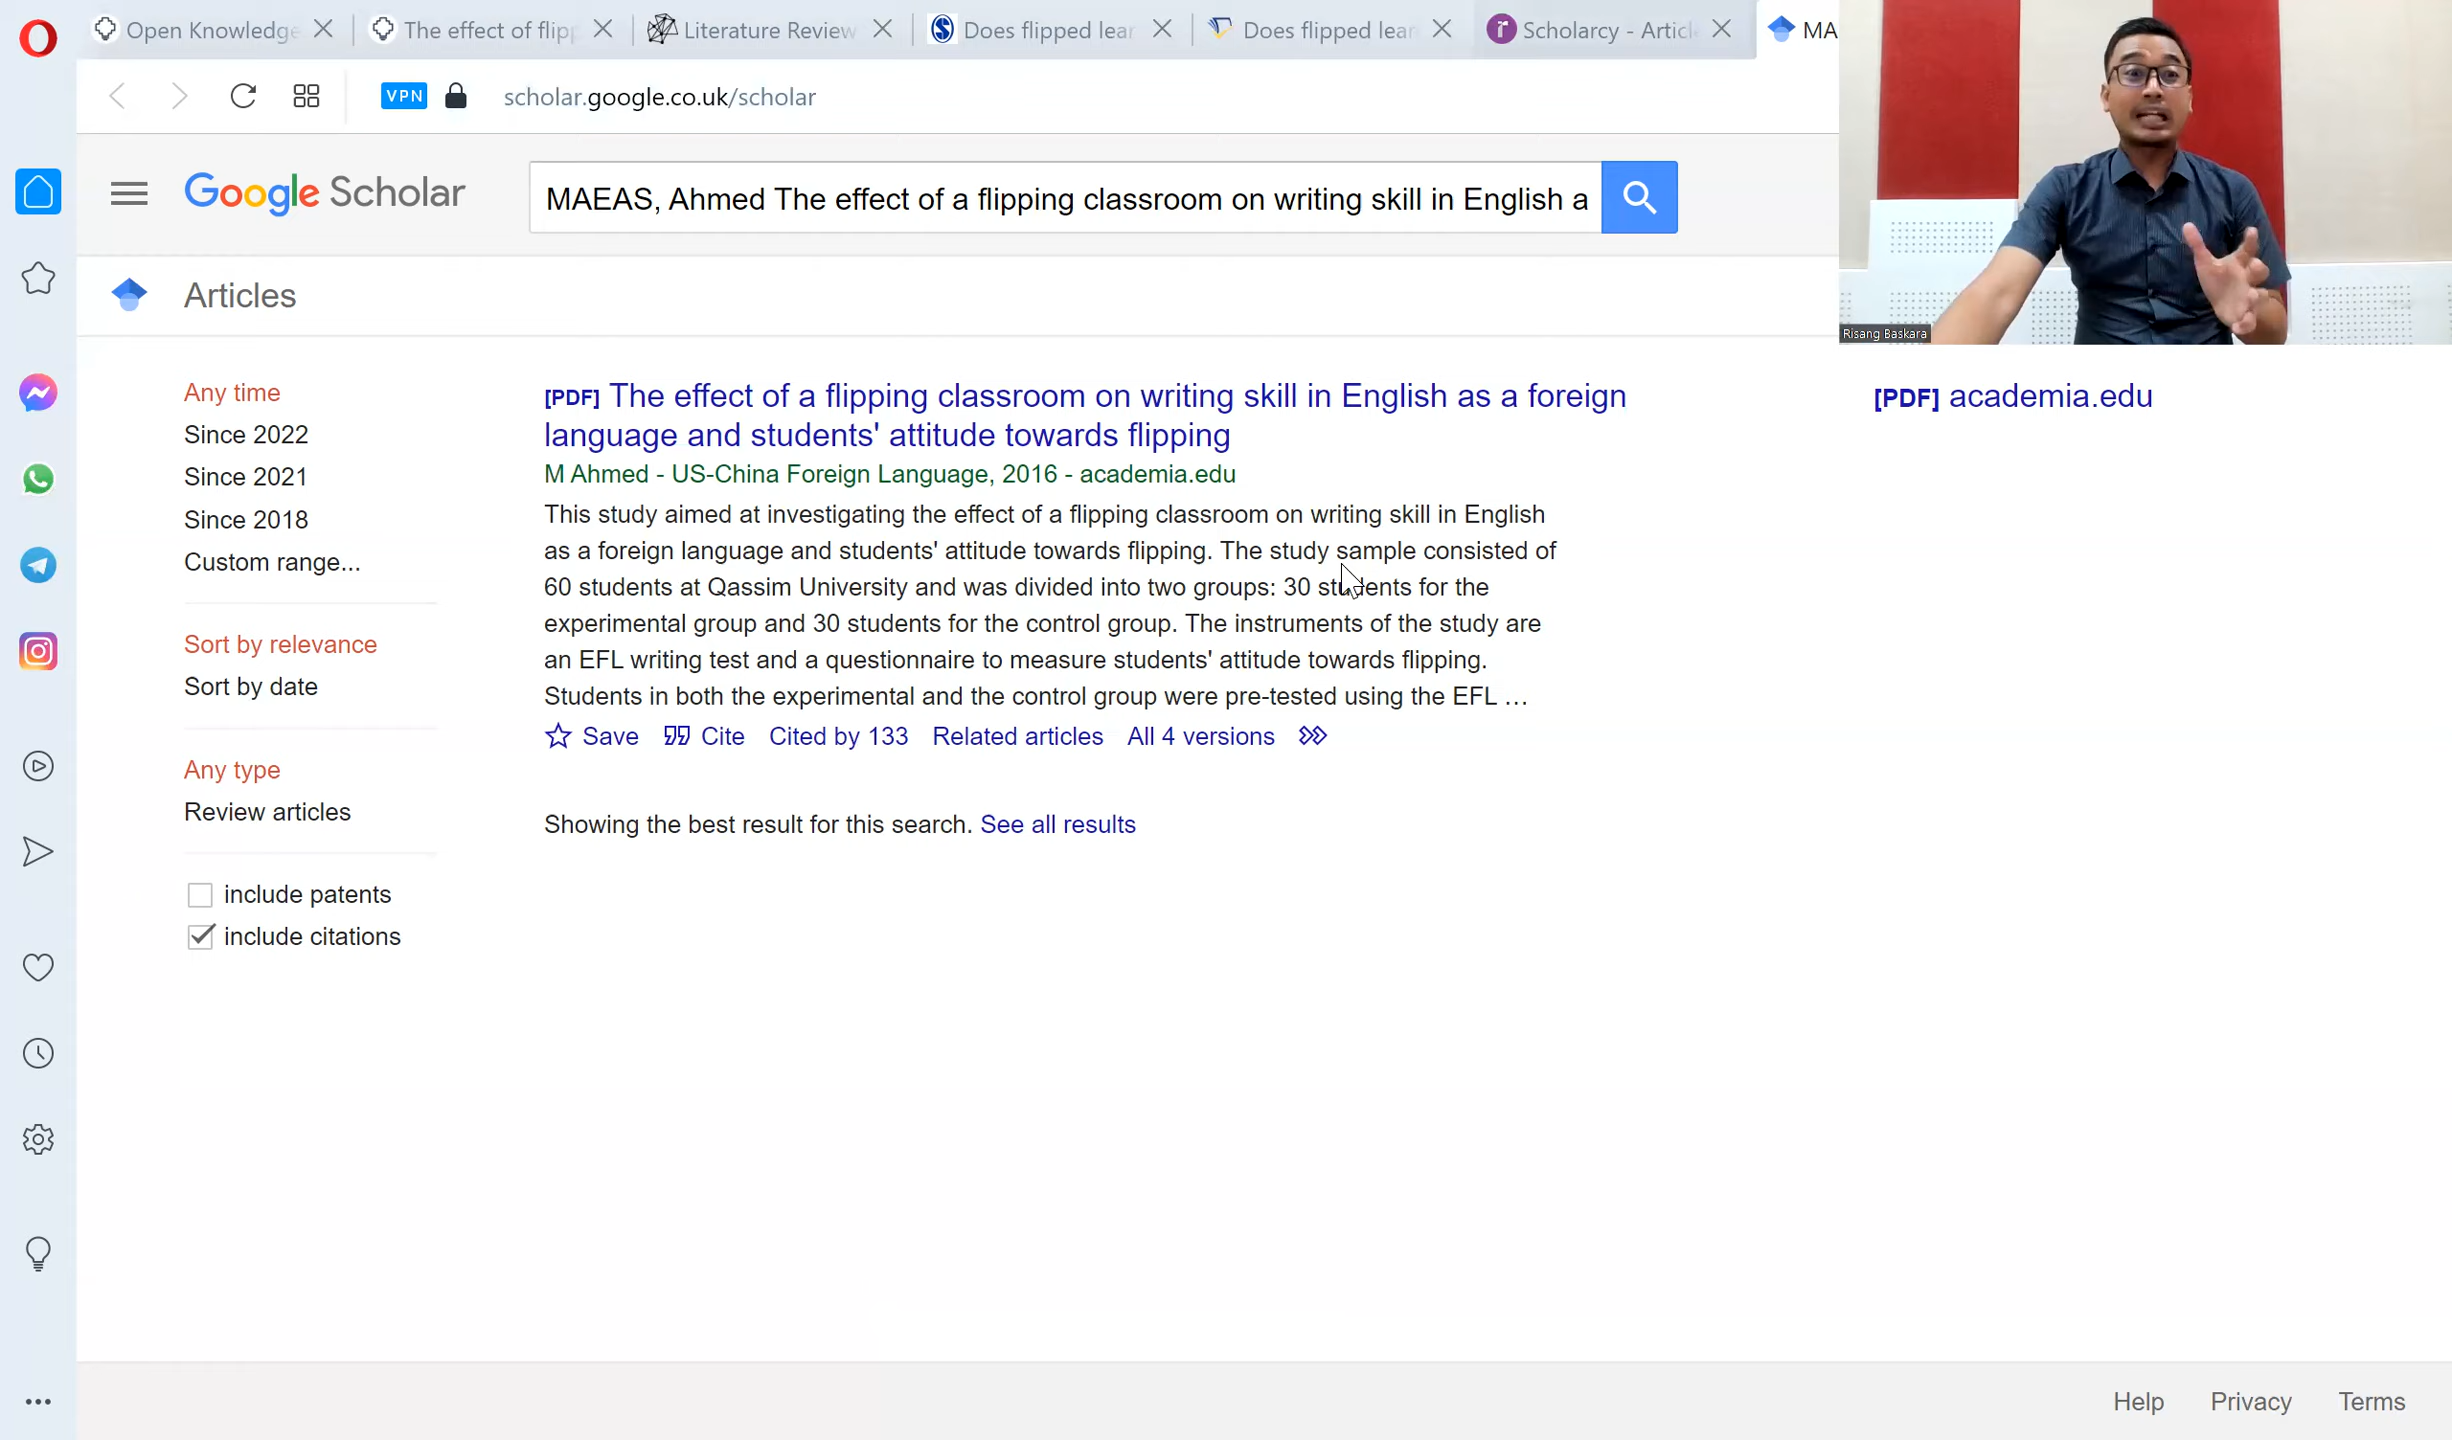 Open Knowledge
The effect of flipp
Literature Review
Does flipped lear
Does flipped lear
Scholarcy - Articl
MA
VPN
scholar.google.co.uk/scholar
Google Scholar
MAEAS, Ahmed The effect of a flipping classroom on writing skill in English a
Risang Baskara
Articles
Any time
Since 2022
Since 2021
Since 2018
Custom range...
Sort by relevance
Sort by date
Any type
Review articles
include patents
include citations
[PDF] The effect of a flipping classroom on writing skill in English as a foreign
language and students' attitude towards flipping
M Ahmed - US-China Foreign Language, 2016 - academia.edu
This study aimed at investigating the effect of a flipping classroom on writing skill in English
as a foreign language and students' attitude towards flipping. The study sample consisted of
60 students at Qassim University and was divided into two groups: 30 students for the
experimental group and 30 students for the control group. The instruments of the study are
an EFL writing test and a questionnaire to measure students' attitude towards flipping.
Students in both the experimental and the control group were pre-tested using the EFL ...
Save Cite Cited by 133 Related articles All 4 versions
Showing the best result for this search. See all results
[PDF] academia.edu
Help Privacy Terms